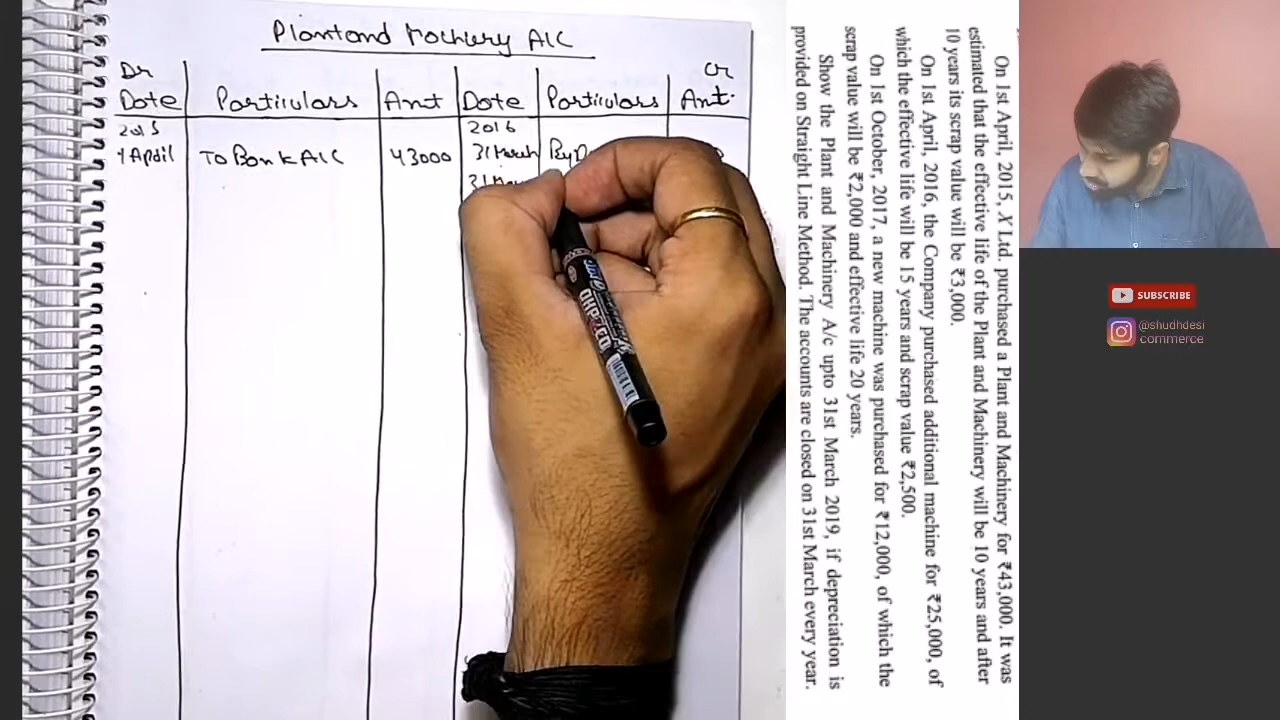 Plant and Machery A/C
Dr
Cr
Date Particulars Amt Date Particulars Amt.
2015 2016
1 April To Bank A/C 43000 31 March By
31
On 1st April, 2015, X Ltd. purchased a Plant and Machinery for ₹43,000. It was
estimated that the effective life of the Plant and Machinery will be 10 years and after
10 years its scrap value will be ₹3,000.
On 1st April, 2016, the Company purchased additional machine for ₹25,000, of
which the effective life will be 15 years and scrap value ₹2,500.
On 1st October, 2017, a new machine was purchased for ₹12,000, of which the
scrap value will be ₹2,000 and effective life 20 years.
Show the Plant and Machinery A/c upto 31st March 2019, if depreciation is
provided on Straight Line Method. The accounts are closed on 31st March every year.
SUBSCRIBE
@shudhdesi
commerce
OHP